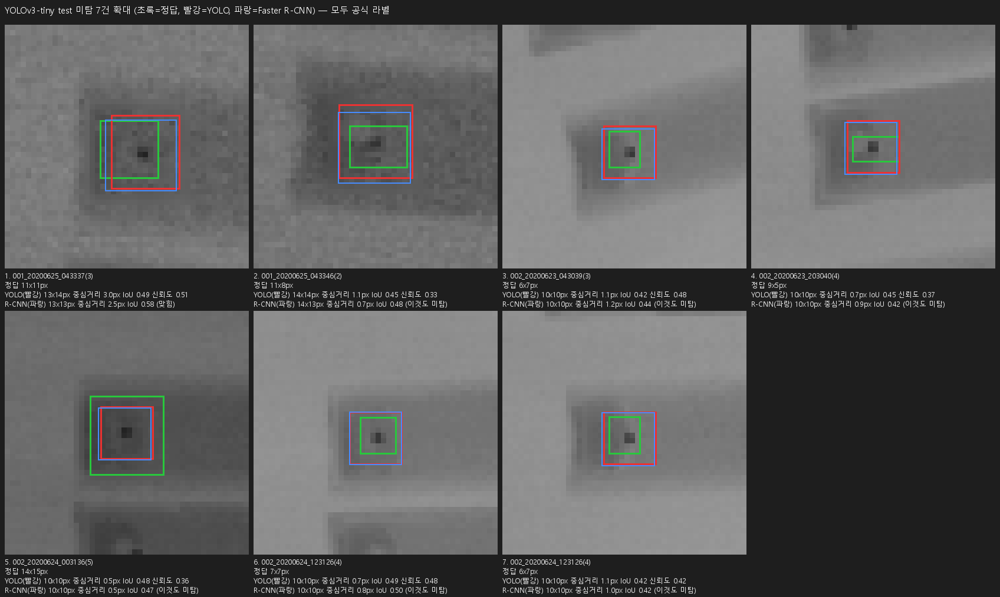 YOLOv3-tiny test 미탐 7건 확대 (초록=정답, 빨강=YOLO, 파랑=Faster R-CNN) — 모두 공식 라벨
1. 001_20200625_043337(3)
정답 11x11px
YOLO(빨강) 13x14px 중심거리 3.0px IoU 0.49 신뢰도 0.51
R-CNN(파랑) 13x13px 중심거리 2.5px IoU 0.58 (맞힘)
2. 001_20200625_043346(2)
정답 11x8px
YOLO(빨강) 14x14px 중심거리 1.1px IoU 0.45 신뢰도 0.33
R-CNN(파랑) 14x13px 중심거리 0.7px IoU 0.48 (이것도 미탐)
3. 002_20200623_043039(3)
정답 6x7px
YOLO(빨강) 10x10px 중심거리 1.1px IoU 0.42 신뢰도 0.48
R-CNN(파랑) 10x10px 중심거리 1.2px IoU 0.44 (이것도 미탐)
4. 002_20200623_203040(4)
정답 9x5px
YOLO(빨강) 10x10px 중심거리 0.7px IoU 0.45 신뢰도 0.37
R-CNN(파랑) 10x10px 중심거리 0.9px IoU 0.42 (이것도 미탐)
5. 002_20200624_003136(5)
정답 14x15px
YOLO(빨강) 10x10px 중심거리 0.5px IoU 0.48 신뢰도 0.36
R-CNN(파랑) 10x10px 중심거리 0.5px IoU 0.47 (이것도 미탐)
6. 002_20200624_123126(4)
정답 7x7px
YOLO(빨강) 10x10px 중심거리 0.7px IoU 0.49 신뢰도 0.48
R-CNN(파랑) 10x10px 중심거리 0.8px IoU 0.50 (이것도 미탐)
7. 002_20200624_123126(4)
정답 6x7px
YOLO(빨강) 10x10px 중심거리 1.1px IoU 0.42 신뢰도 0.42
R-CNN(파랑) 10x10px 중심거리 1.0px IoU 0.42 (이것도 미탐)